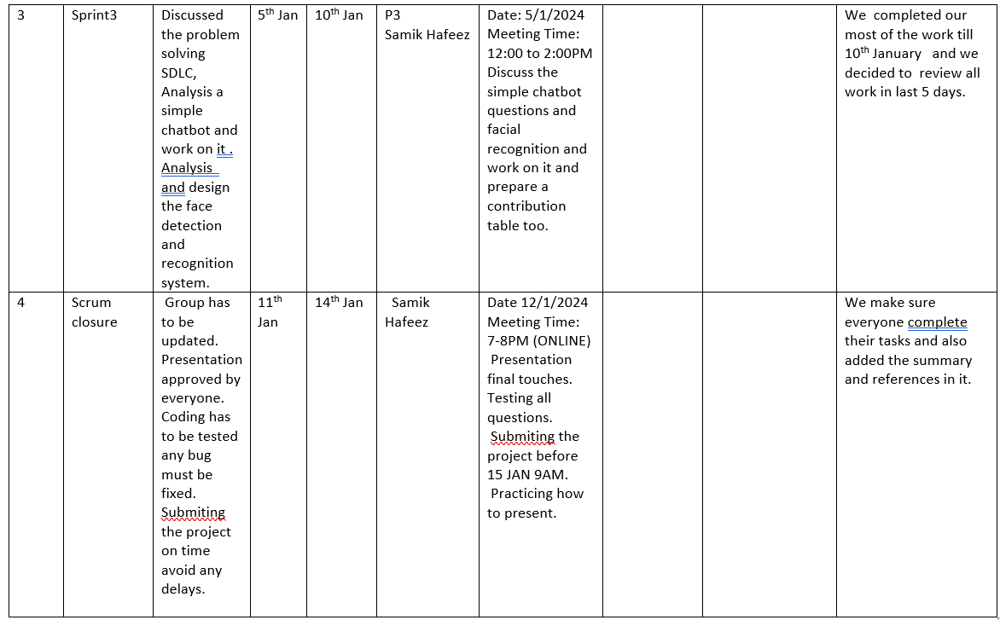 3
Sprint3
Discussed
the problem
solving
SDLC,
Analysis a
simple
chatbot and
work on it .
Analysis
and design
the face
detection
and
recognition
system.
5th Jan
10th Jan
P3
Samik Hafeez
Date: 5/1/2024
Meeting Time:
12:00 to 2:00PM
Discuss the
simple chatbot
questions and
facial
recognition and
work on it and
prepare a
contribution
table too.
We completed our
most of the work till
10th January and we
decided to review all
work in last 5 days.
4
Scrum
closure
Group has
to be
updated.
Presentation
approved by
everyone.
Coding has
to be tested
any bug
must be
fixed.
Submiting
the project
on time
avoid any
delays.
11th
Jan
14th Jan
Samik
Hafeez
Date 12/1/2024
Meeting Time:
7-8PM (ONLINE)
Presentation
final touches.
Testing all
questions.
Submiting the
project before
15 JAN 9AM.
Practicing how
to present.
We make sure
everyone complete
their tasks and also
added the summary
and references in it.